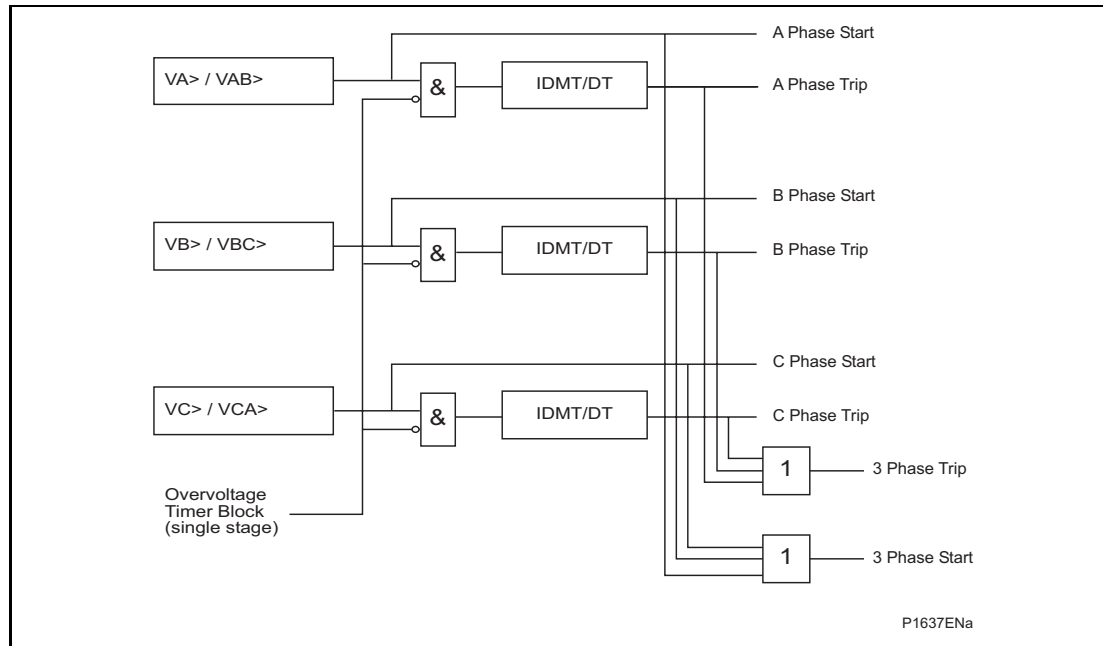 A Phase Start
VA> / VAB>
&
IDMT/DT
A Phase Trip
B Phase Start
VB> / VBC>
&
IDMT/DT
B Phase Trip
C Phase Start
VC> / VCA>
&
IDMT/DT
C Phase Trip
1
3 Phase Trip
Overvoltage
Timer Block
(single stage)
1
3 Phase Start
P1637ENa